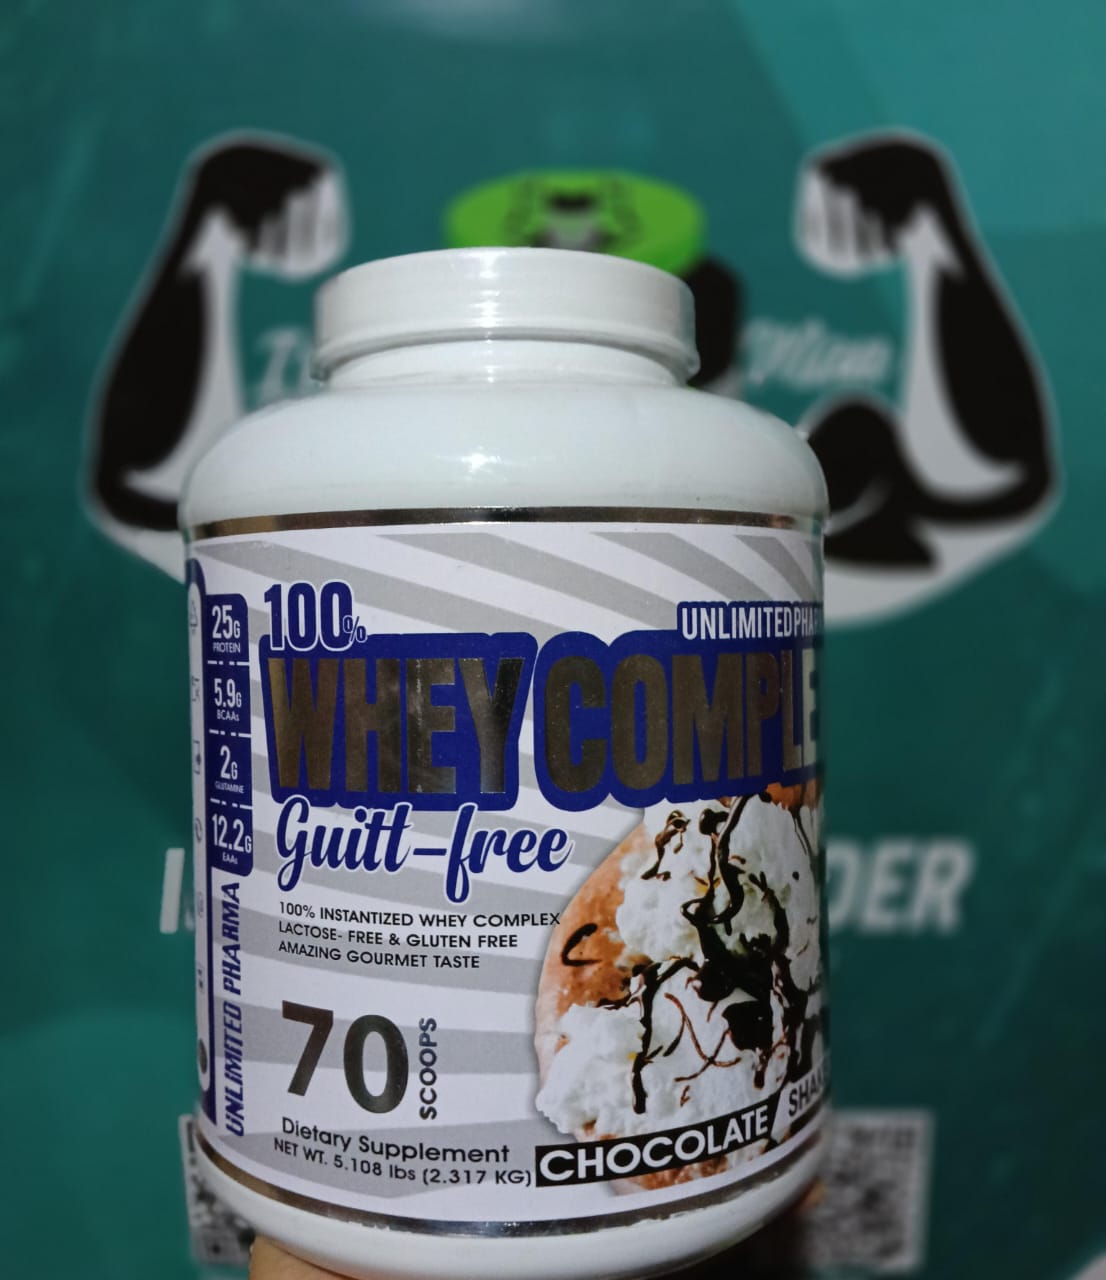 100%
UNLIMITED PHA
WHEY COMPLE
Guitt-free
25G
PROTEIN
5.9G
BCAAs
2G
GLUTAMINE
12.2G
EAAs
UNLIMITED PHARMA
100% INSTANTIZED WHEY COMPLEX
LACTOSE- FREE & GLUTEN FREE
AMAZING GOURMET TASTE
70
SCOOPS
Dietary Supplement
NET WT. 5.108 lbs (2.317 KG)
CHOCOLATE
SHAK
DER